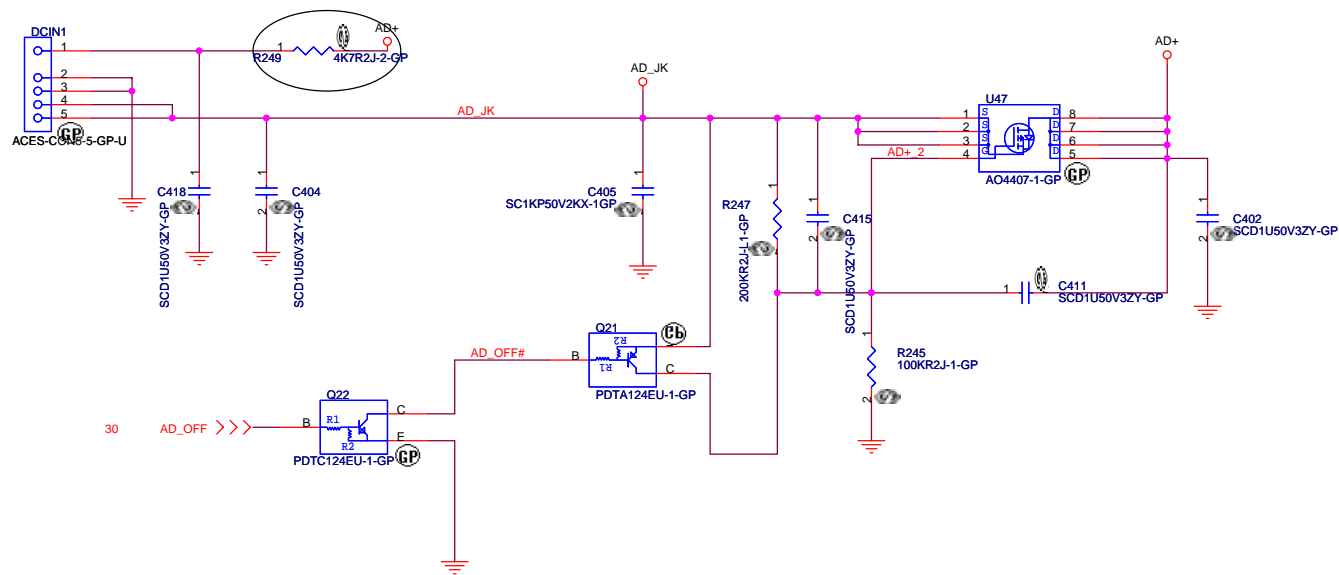 DCIN1
1
2
3
4
5
GP
ACES-CON5-5-GP-U
R249
1
4K7R2J-2-GP
AD+
AD_JK
AD_JK
C418
1
SCD1U50V3ZY-GP
C404
1
2
SCD1U50V3ZY-GP
C405
1
SC1KP50V2KX-1GP
R247
1
200KR2J-L1-GP
C415
1
2
SCD1U50V3ZY-GP
AD+_2
U47
1
2
3
4
S
S
S
G
D
D
D
D
8
7
6
5
AO4407-1-GP
GP
AD+
C402
1
2
SCD1U50V3ZY-GP
C411
1
SCD1U50V3ZY-GP
R245
1
2
100KR2J-1-GP
Q21
B
R1
R2
C
PDTA124EU-1-GP
AD_OFF#
Q22
B
R1
R2
C
E
PDTC124EU-1-GP
GP
30
AD_OFF